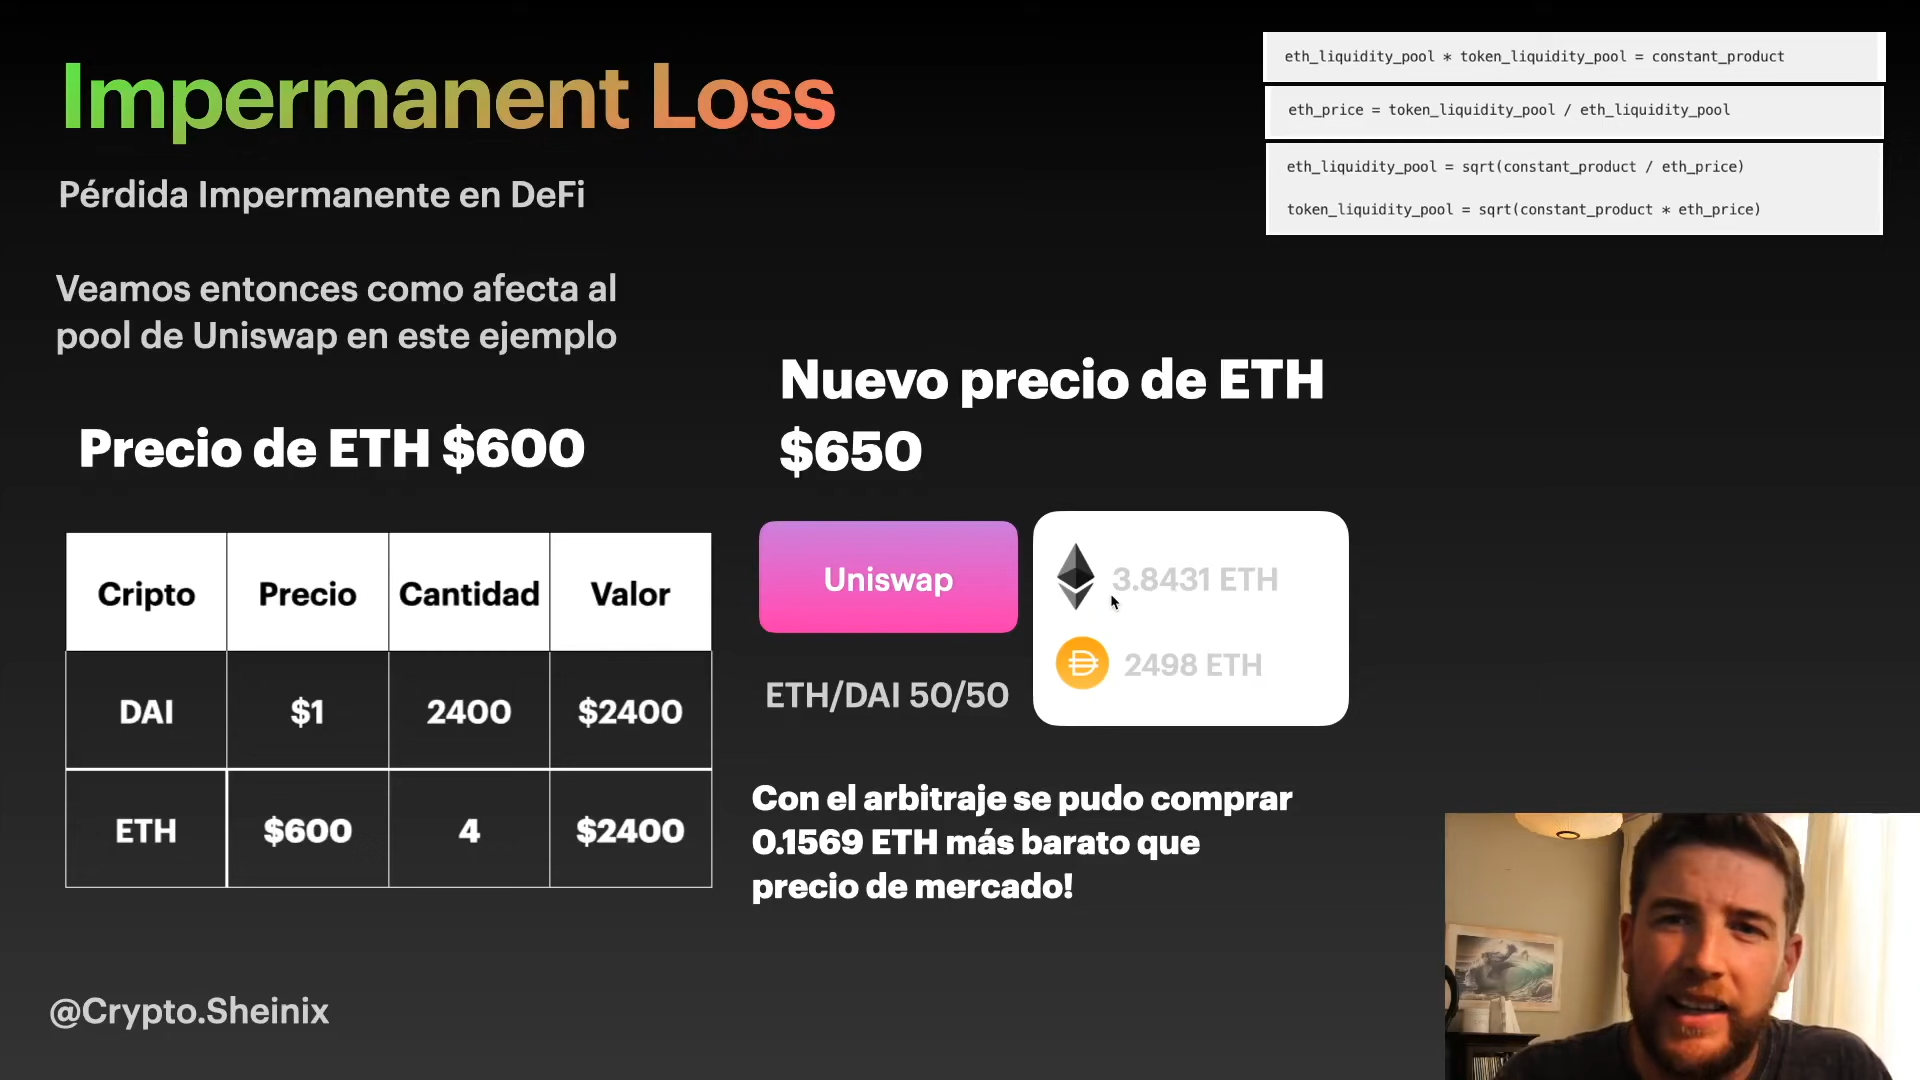 Impermanent Loss
Pérdida Impermanente en DeFi
Veamos entonces como afecta al
pool de Uniswap en este ejemplo
eth_liquidity_pool * token_liquidity_pool = constant_product
eth_price = token_liquidity_pool / eth_liquidity_pool
eth_liquidity_pool = sqrt(constant_product / eth_price)
token_liquidity_pool = sqrt(constant_product * eth_price)
Precio de ETH $600
Cripto Precio Cantidad Valor
DAI $1 2400 $2400
ETH $600 4 $2400
Nuevo precio de ETH
$650
Uniswap
ETH/DAI 50/50
3.8431 ETH
2498 ETH
Con el arbitraje se pudo comprar
0.1569 ETH más barato que
precio de mercado!
@Crypto.Sheinix